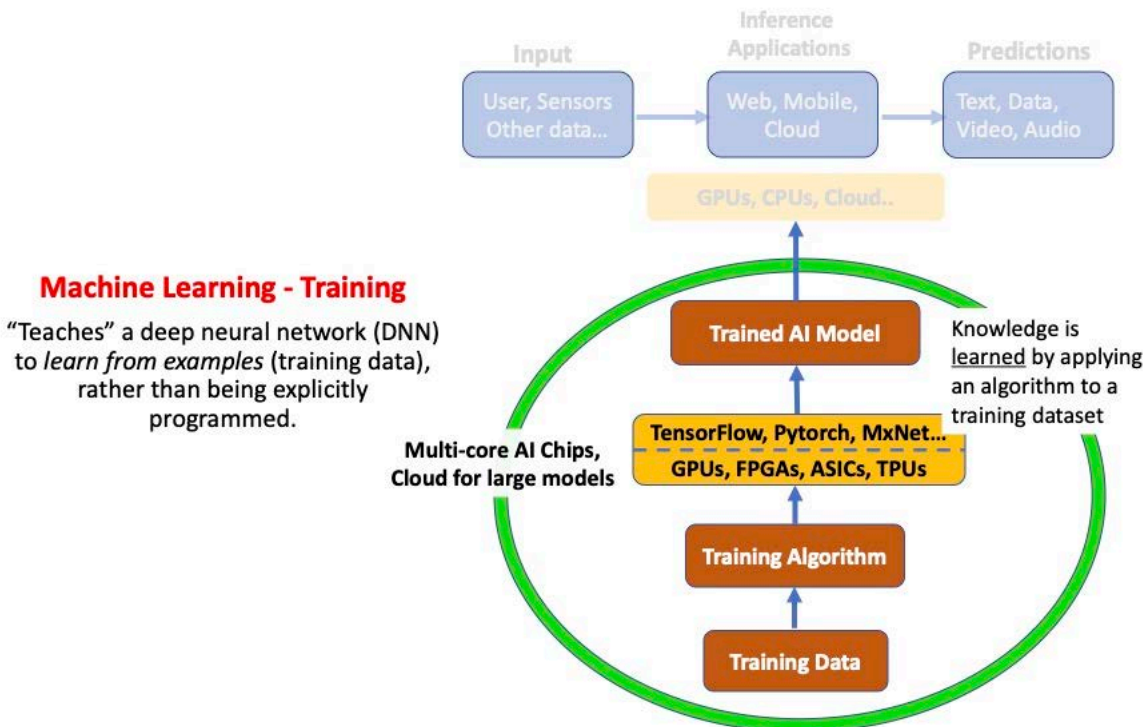 Input
Inference
Applications
Predictions
User, Sensors
Other data...
Web, Mobile,
Cloud
Text, Data,
Video, Audio
GPUs, CPUs, Cloud..
Machine Learning - Training
“Teaches” a deep neural network (DNN)
to learn from examples (training data),
rather than being explicitly
programmed.
Trained AI Model
Knowledge is
learned by applying
an algorithm to a
training dataset
Multi-core AI Chips,
Cloud for large models
TensorFlow, Pytorch, MxNet...
GPUs, FPGAs, ASICs, TPUs
Training Algorithm
Training Data